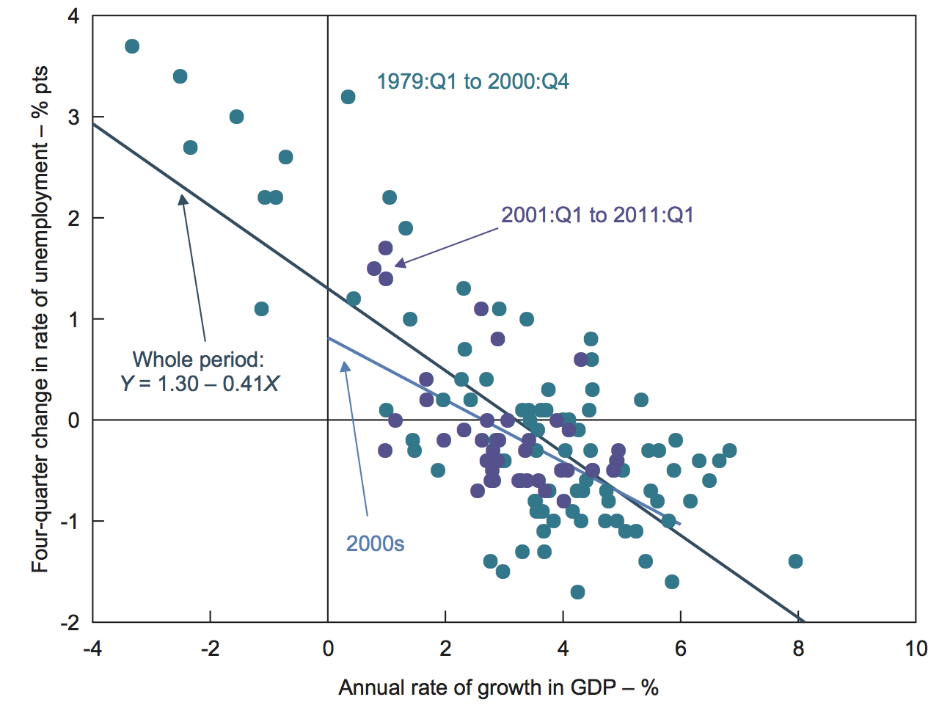 Four-quarter change in rate of unemployment – % pts
4
3
2
1
0
-1
-2
1979:Q1 to 2000:Q4
2001:Q1 to 2011:Q1
Whole period:
Y = 1.30 – 0.41X
2000s
-4
-2
0
2
4
6
8
10
Annual rate of growth in GDP – %